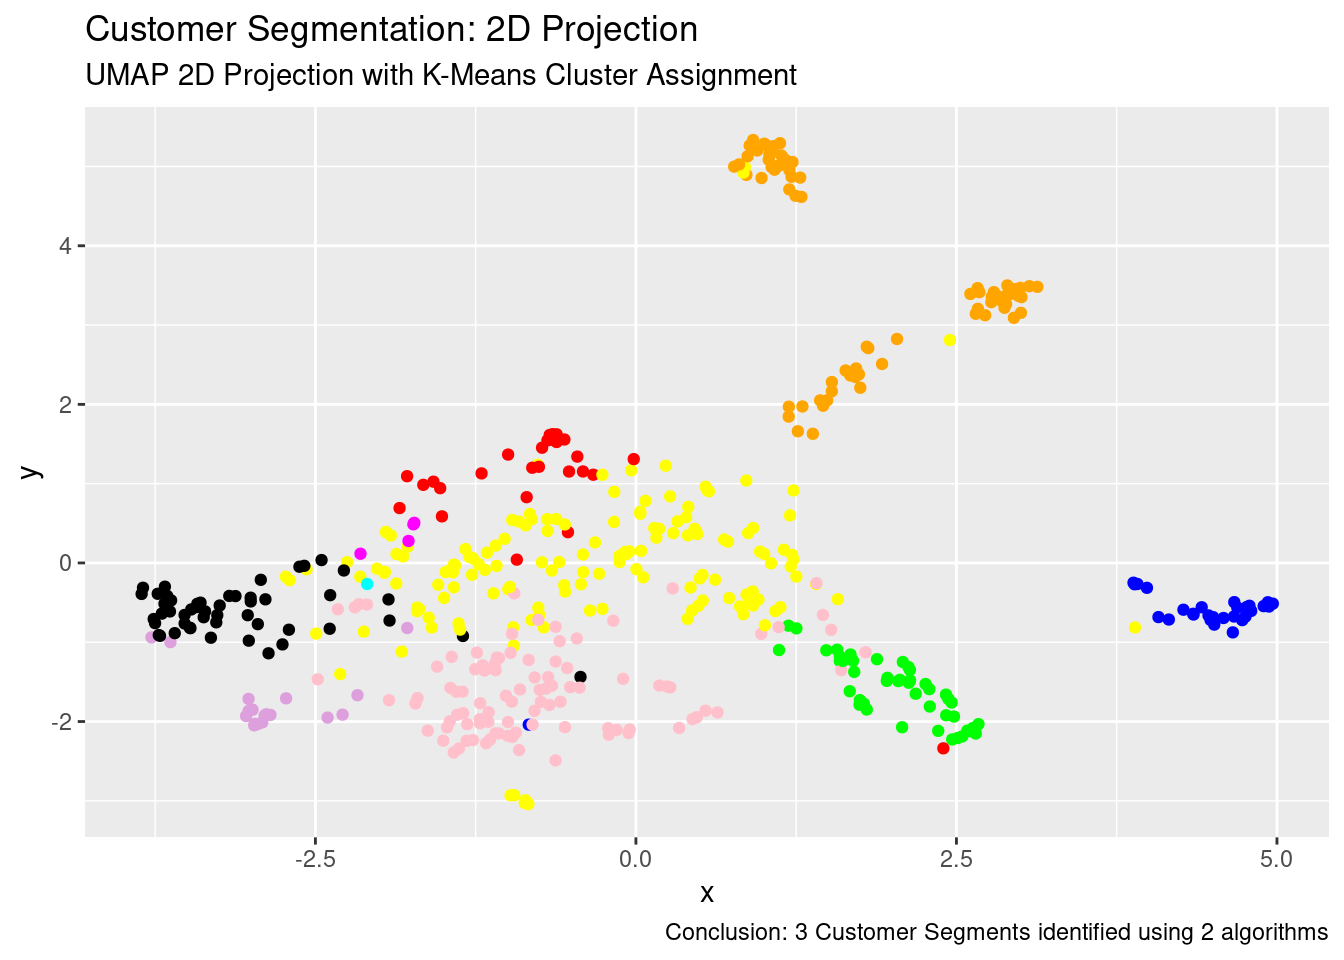 Customer Segmentation: 2D Projection
UMAP 2D Projection with K-Means Cluster Assignment
4
2
0
-2
y
-2.5 0.0 2.5 5.0
x
Conclusion: 3 Customer Segments identified using 2 algorithms